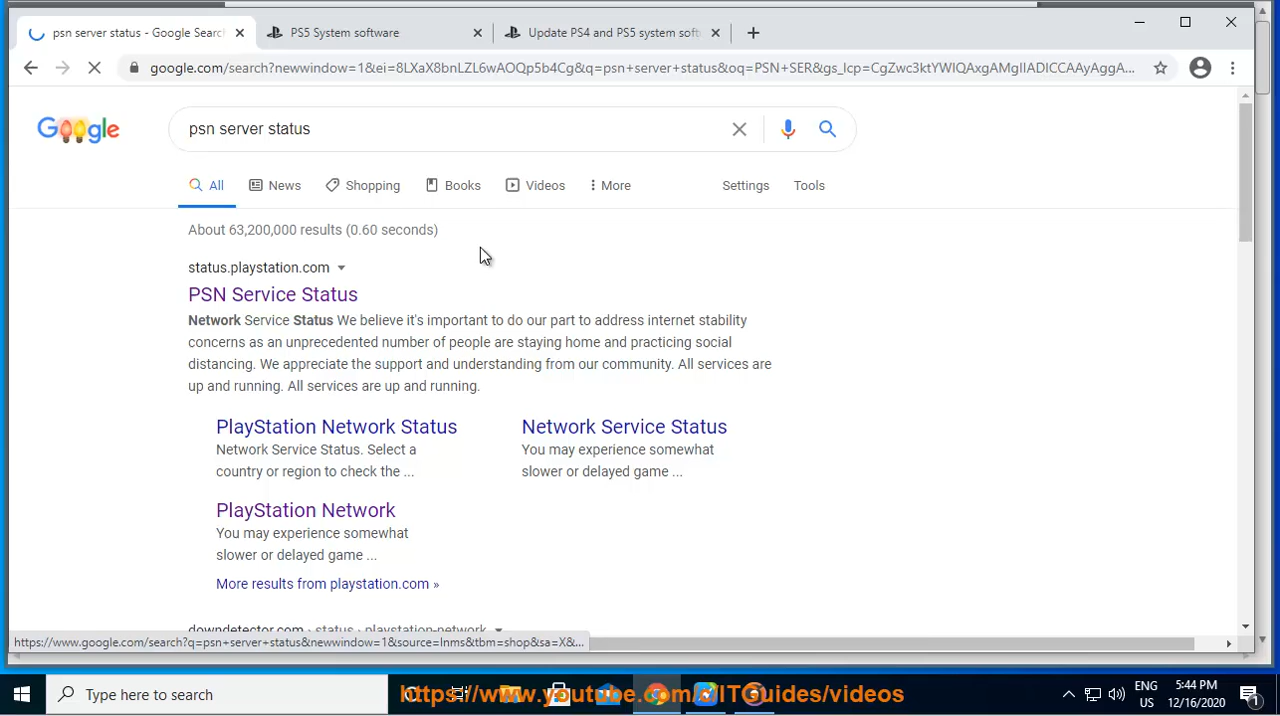 psn server status - Google Searc
PS5 System software
Update PS4 and PS5 system soft
google.com/search?newwindow=1&ei=8LXaX8bnLZL6wAOQp5b4Cg&q=psn+server+status&oq=PSN+SER&gs_lcp=CgZwc3ktYWIQAxgAMgIIADICCAAyAggA...
Google
psn server status
All
News
Shopping
Books
Videos
More
Settings
Tools
About 63,200,000 results (0.60 seconds)
status.playstation.com
PSN Service Status
Network Service Status We believe it's important to do our part to address internet stability
concerns as an unprecedented number of people are staying home and practicing social
distancing. We appreciate the support and understanding from our community. All services are
up and running. All services are up and running.
PlayStation Network Status
Network Service Status. Select a
country or region to check the ...
Network Service Status
You may experience somewhat
slower or delayed game ...
PlayStation Network
You may experience somewhat
slower or delayed game ...
More results from playstation.com »
downdetector.com › status › playstation-network
https://www.google.com/search?q=psn+server+status&newwindow=1&source=lnms&tbm=shop&sa=X&...
Type here to search
https://www.youtube.com/c/ITGuides/videos
ENG
US
5:44 PM
12/16/2020
1